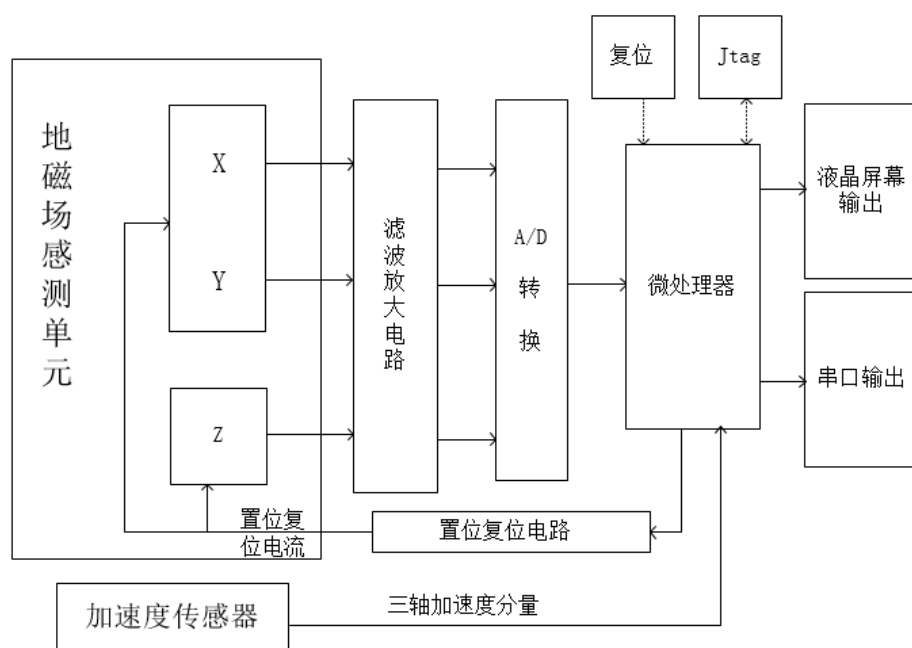 复位
Jtag
地磁场感测单元
X
Y
Z
滤波放大电路
A/D
转
换
微处理器
液晶屏幕
输出
串口输出
置位复
位电流
置位复位电路
加速度传感器
三轴加速度分量